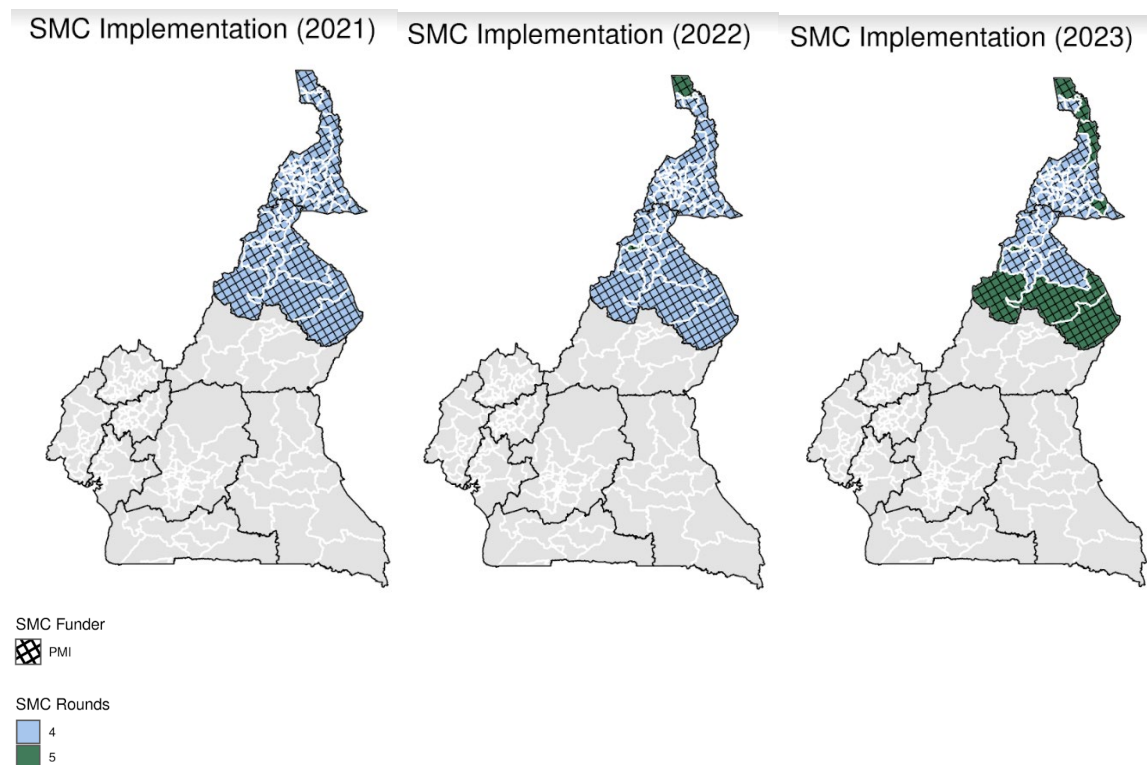 SMC Implementation (2021)
SMC Implementation (2022)
SMC Implementation (2023)
SMC Funder
PMI
SMC Rounds
4
5